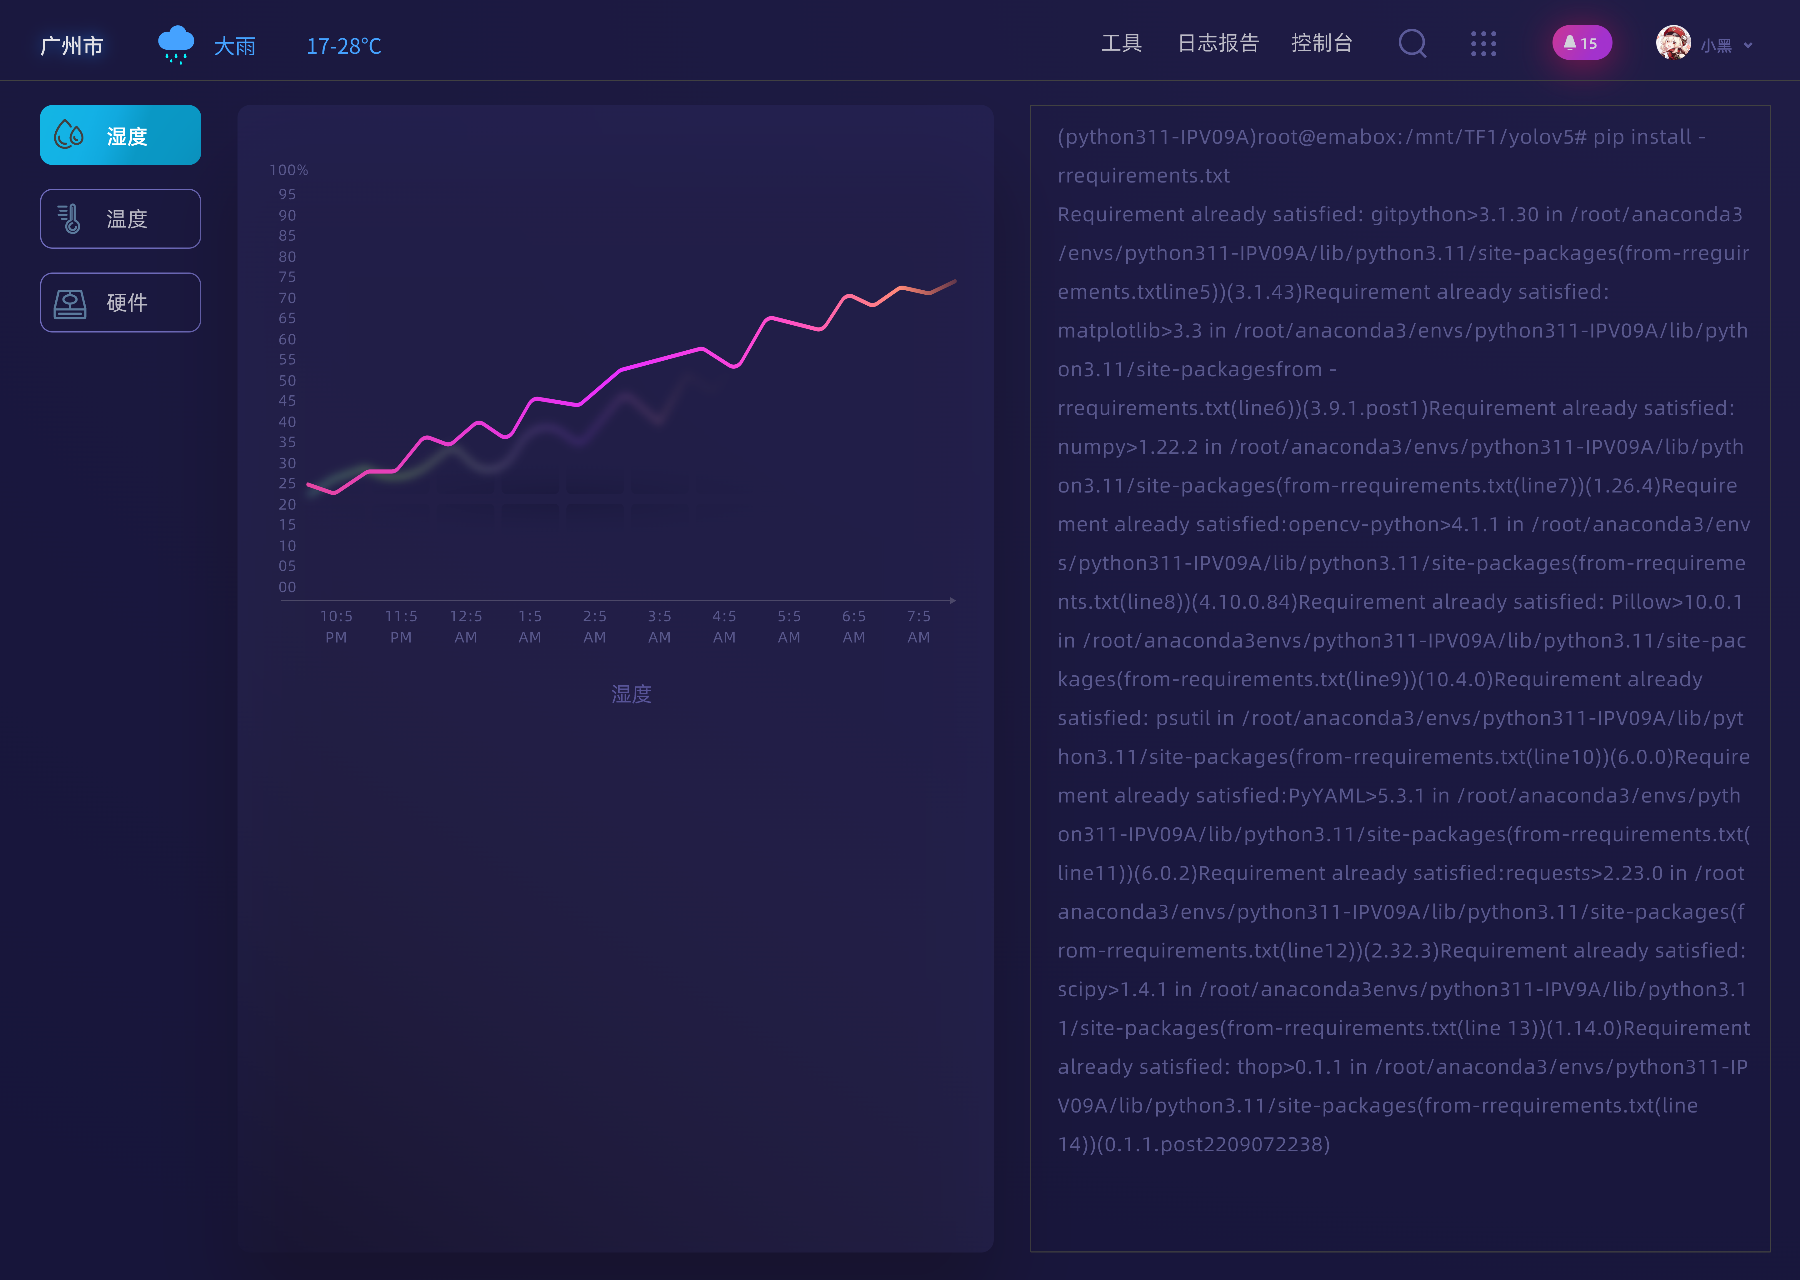 广州市
大雨
17-28°C
工具
日志报告
控制台
15
小黑
湿度
温度
硬件
100%
95
90
85
80
75
70
65
60
55
50
45
40
35
30
25
20
15
10
05
00
10:5 PM
11:5 PM
12:5 AM
1:5 AM
2:5 AM
3:5 AM
4:5 AM
5:5 AM
6:5 AM
7:5 AM
湿度
(python311-IPV09A)root@emabox:/mnt/TF1/yolov5# pip install -
rrequirements.txt
Requirement already satisfied: gitpython>3.1.30 in /root/anaconda3
/envs/python311-IPV09A/lib/python3.11/site-packages(from-rreguir
ements.txtline5))(3.1.43)Requirement already satisfied:
matplotlib>3.3 in /root/anaconda3/envs/python311-IPV09A/lib/pyth
on3.11/site-packagesfrom -
rrequirements.txt(line6))(3.9.1.post1)Requirement already satisfied:
numpy>1.22.2 in /root/anaconda3/envs/python311-IPV09A/lib/pyth
on3.11/site-packages(from-rrequirements.txt(line7))(1.26.4)Require
ment already satisfied:opencv-python>4.1.1 in /root/anaconda3/env
s/python311-IPV09A/lib/python3.11/site-packages(from-rrequireme
nts.txt(line8))(4.10.0.84)Requirement already satisfied: Pillow>10.0.1
in /root/anaconda3envs/python311-IPV09A/lib/python3.11/site-pac
kages(from-requirements.txt(line9))(10.4.0)Requirement already
satisfied: psutil in /root/anaconda3/envs/python311-IPV09A/lib/pyt
hon3.11/site-packages(from-rrequirements.txt(line10))(6.0.0)Require
ment already satisfied:PyYAML>5.3.1 in /root/anaconda3/envs/pyth
on311-IPV09A/lib/python3.11/site-packages(from-rrequirements.txt(
line11))(6.0.2)Requirement already satisfied:requests>2.23.0 in /root
anaconda3/envs/python311-IPV09A/lib/python3.11/site-packages(f
rom-rrequirements.txt(line12))(2.32.3)Requirement already satisfied:
scipy>1.4.1 in /root/anaconda3envs/python311-IPV9A/lib/python3.1
1/site-packages(from-rrequirements.txt(line 13))(1.14.0)Requirement
already satisfied: thop>0.1.1 in /root/anaconda3/envs/python311-IP
V09A/lib/python3.11/site-packages(from-rrequirements.txt(line
14))(0.1.1.post2209072238)